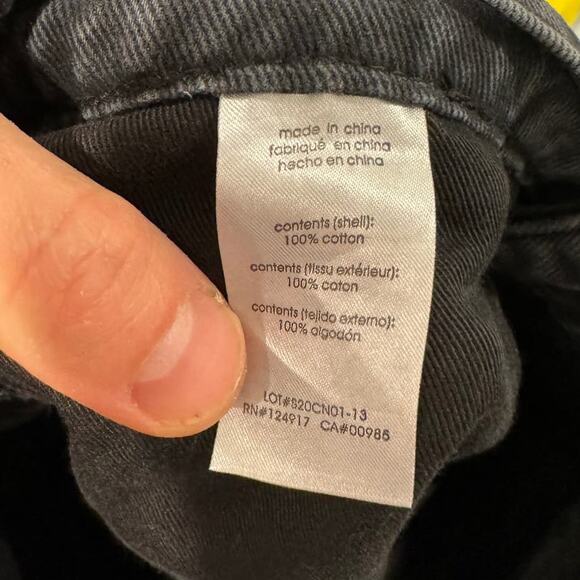 made in china
fabriqué en china
hecho en china
contents (shell):
100% cotton
contents (tissu extérieur):
100% coton
contents (tejido externo):
100% algodón
LOT#S20CN01-13
RN#124917 CA#00985